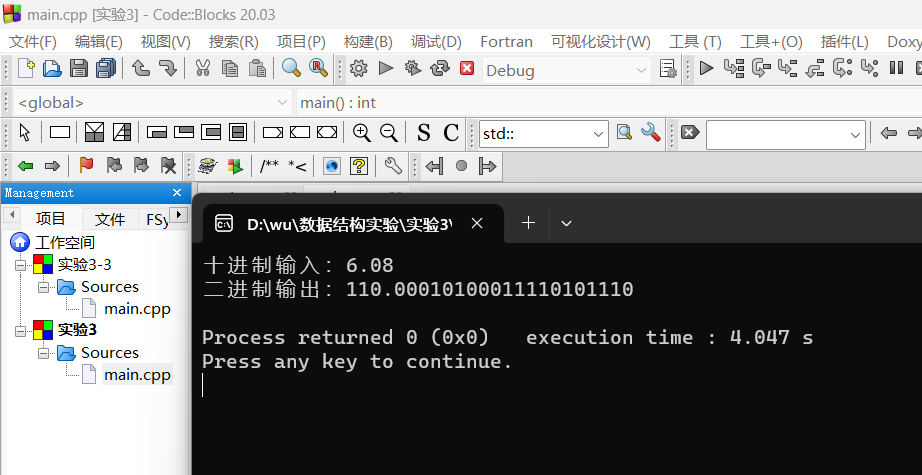 main.cpp [实验3] - Code::Blocks 20.03
文件(F) 编辑(E) 视图(V) 搜索(R) 项目(P) 构建(B) 调试(D) Fortran 可视化设计(W) 工具 (T) 工具+(O) 插件(L) Doxy
Debug
<global> main() : int
S C std::
/** *<
Management
项目 文件 FSy
D:\wu\数据结构实验\实验3\
工作空间
实验3-3
Sources
main.cpp
实验3
Sources
main.cpp
十进制输入: 6.08
二进制输出: 110.00010100011110101110
Process returned 0 (0x0) execution time : 4.047 s
Press any key to continue.